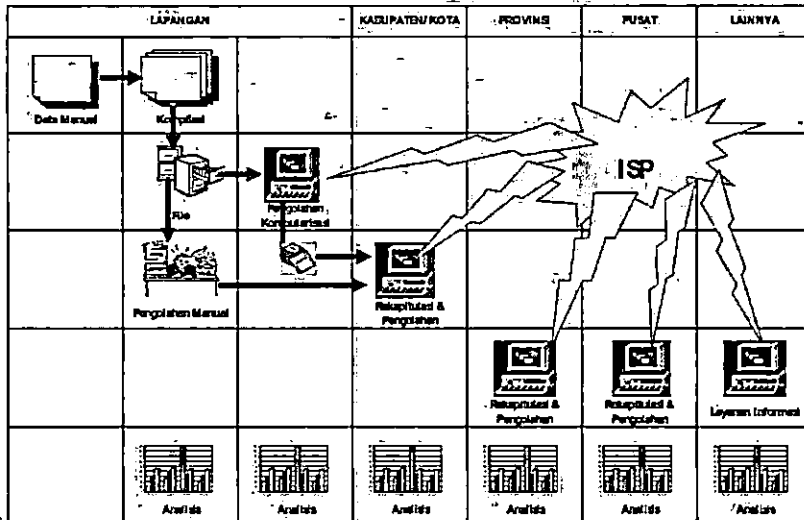 LAPANGAN KABUPATEN/KOTA PROVINSI PUSAT LAINNYA
Data Manual Kompilasi
ISP
File Pengolahan
Komputerisasi
Pengolahan Manual Rekapitulasi &
Pengolahan
Rekapitulasi & Rekapitulasi & Layanan Informasi
Pengolahan Pengolahan
Analisis Analisis Analisis Analisis Analisis Analisis